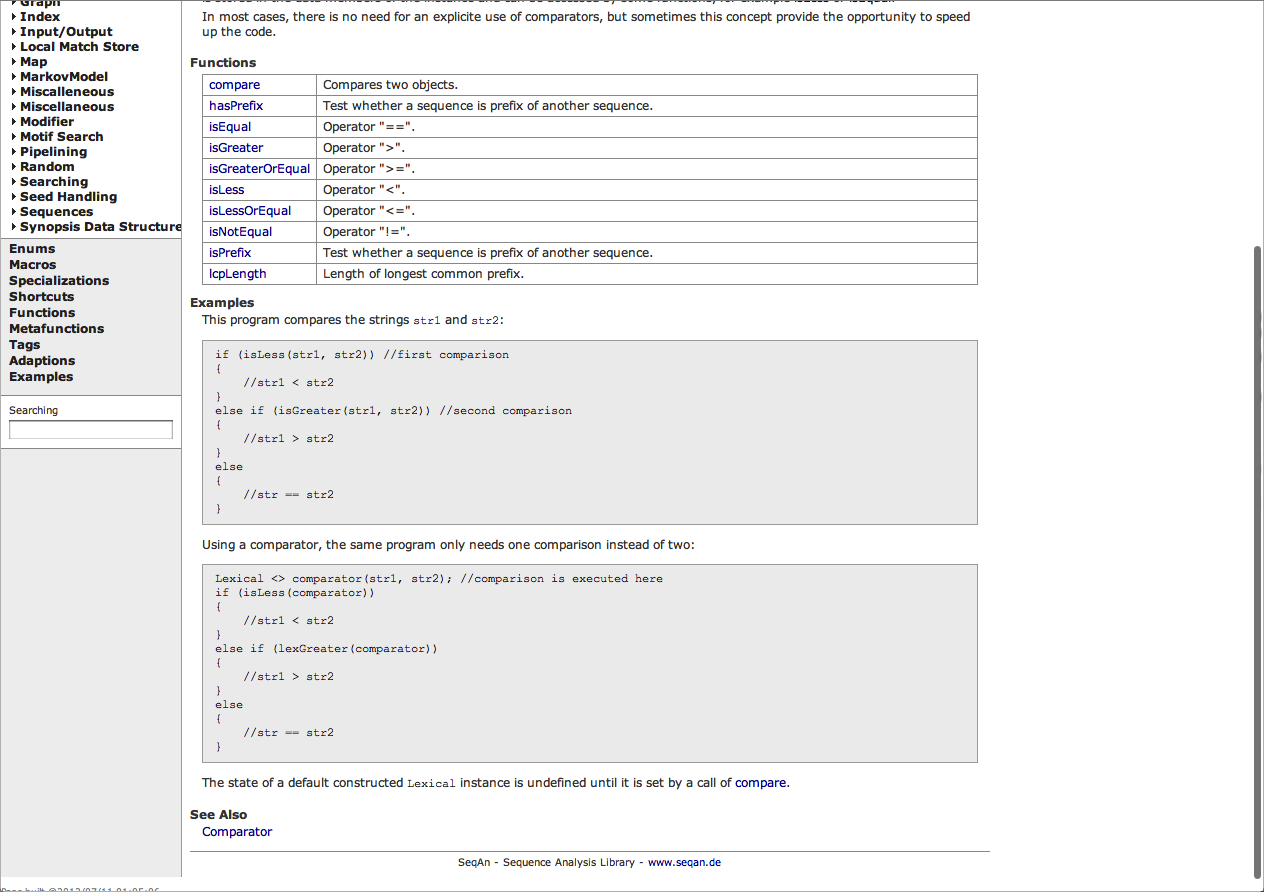 Graph
Input/Output
Local Match Store
Map
MarkovModel
Miscalleneous
Miscellaneous
Modifier
Motif Search
Pipelining
Random
Searching
Seed Handling
Sequences
Synopsis Data Structure
Enums
Macros
Specializations
Shortcuts
Functions
Metafunctions
Tags
Adaptions
Examples
Searching
In most cases, there is no need for an explicite use of comparators, but sometimes this concept provide the opportunity to speed
up the code.
Functions
compare Compares two objects.
hasPrefix Test whether a sequence is prefix of another sequence.
isEqual Operator "==".
isGreater Operator ">".
isGreaterOrEqual Operator ">=".
isLess Operator "<".
isLessOrEqual Operator "<=".
isNotEqual Operator "!=".
isPrefix Test whether a sequence is prefix of another sequence.
lcpLength Length of longest common prefix.
Examples
This program compares the strings str1 and str2:
if (isLess(str1, str2)) //first comparison
{
//str1 < str2
}
else if (isGreater(str1, str2)) //second comparison
{
//str1 > str2
}
else
{
//str == str2
}
Using a comparator, the same program only needs one comparison instead of two:
Lexical <> comparator(str1, str2); //comparison is executed here
if (isLess(comparator))
{
//str1 < str2
}
else if (lexGreater(comparator))
{
//str1 > str2
}
else
{
//str == str2
}
The state of a default constructed Lexical instance is undefined until it is set by a call of compare.
See Also
Comparator
SeqAn - Sequence Analysis Library - www.seqan.de